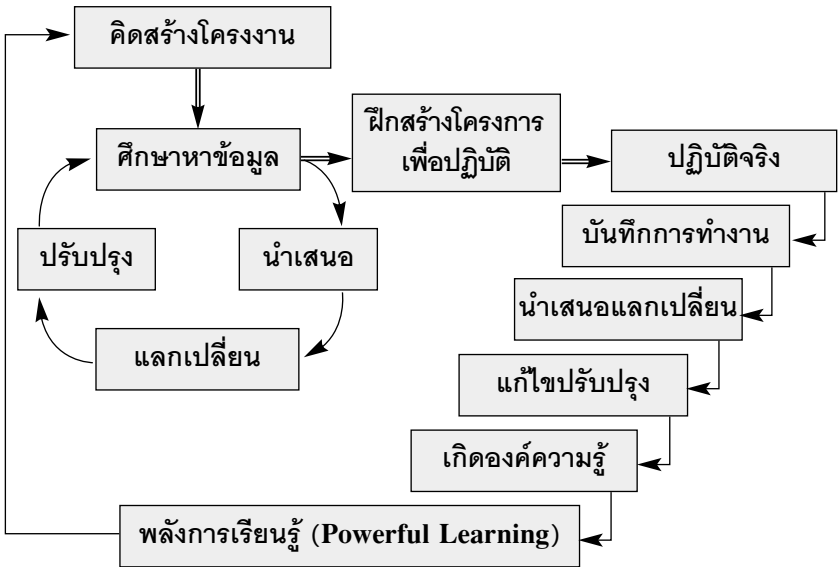 คิดสร้างโครงงาน
ศึกษาหาข้อมูล
ฝึกสร้างโครงการ
เพื่อปฏิบัติ
ปฏิบัติจริง
ปรับปรุง
นำเสนอ
แลกเปลี่ยน
บันทึกการทำงาน
นำเสนอแลกเปลี่ยน
แก้ไขปรับปรุง
เกิดองค์ความรู้
พลังการเรียนรู้ (Powerful Learning)